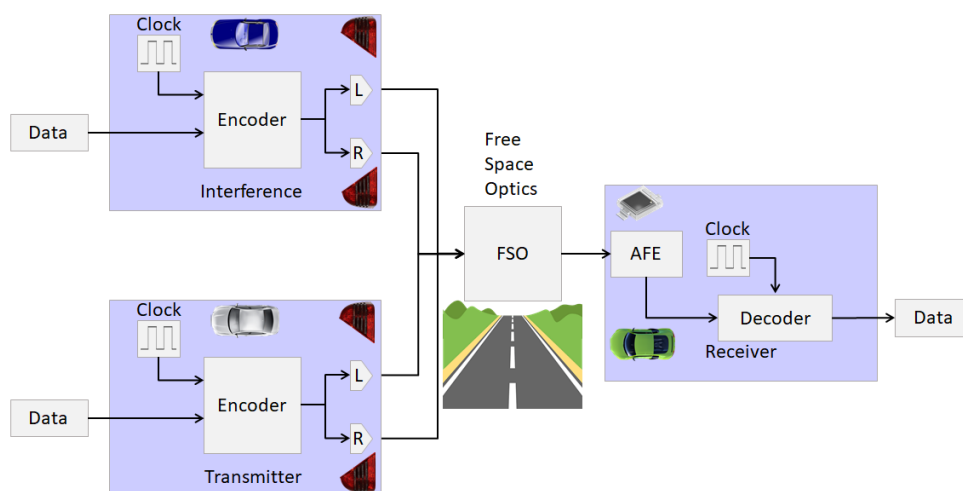 Clock
Data
Encoder
L
R
Interference
Free
Space
Optics
FSO
Clock
Data
Encoder
L
R
Transmitter
AFE
Clock
Decoder
Receiver
Data